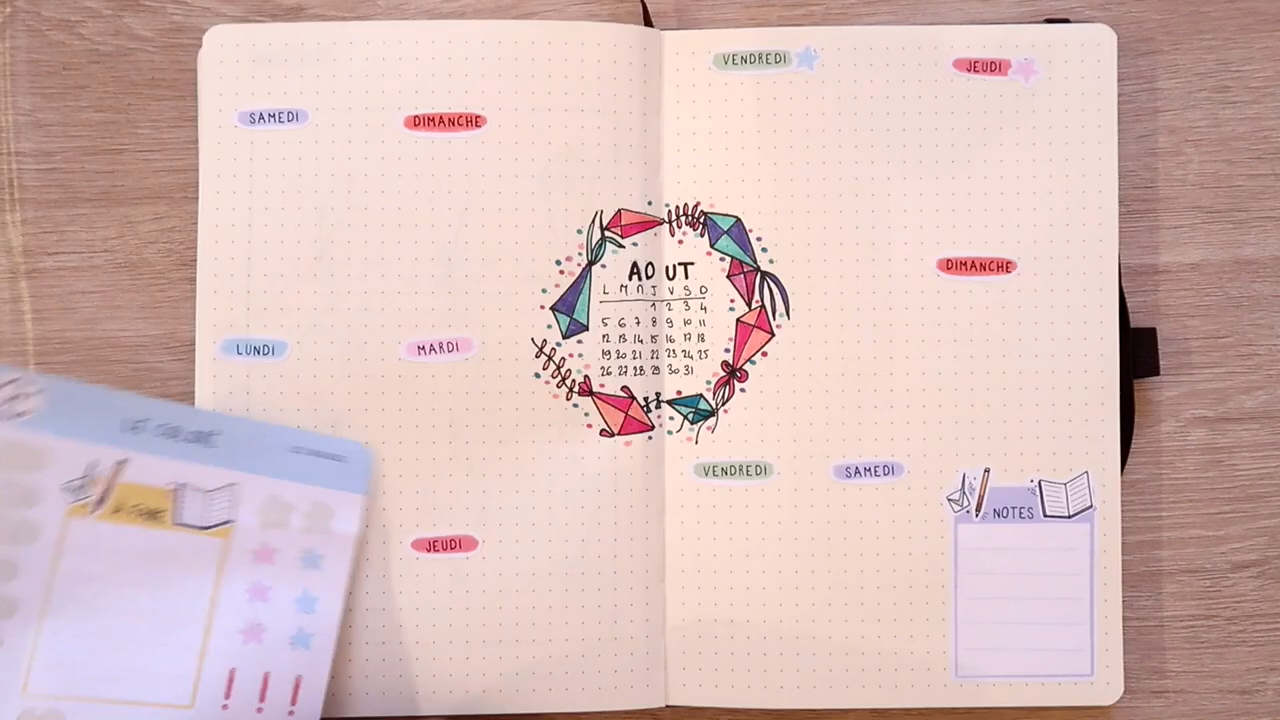 SAMEDI
DIMANCHE
LUNDI
MARDI
JEUDI
AOUT
L M M J V S D
1 2 3 4
5 6 7 8 9 10 11
12 13 14 15 16 17 18
19 20 21 22 23 24 25
26 27 28 29 30 31
VENDREDI
JEUDI
DIMANCHE
VENDREDI
SAMEDI
NOTES